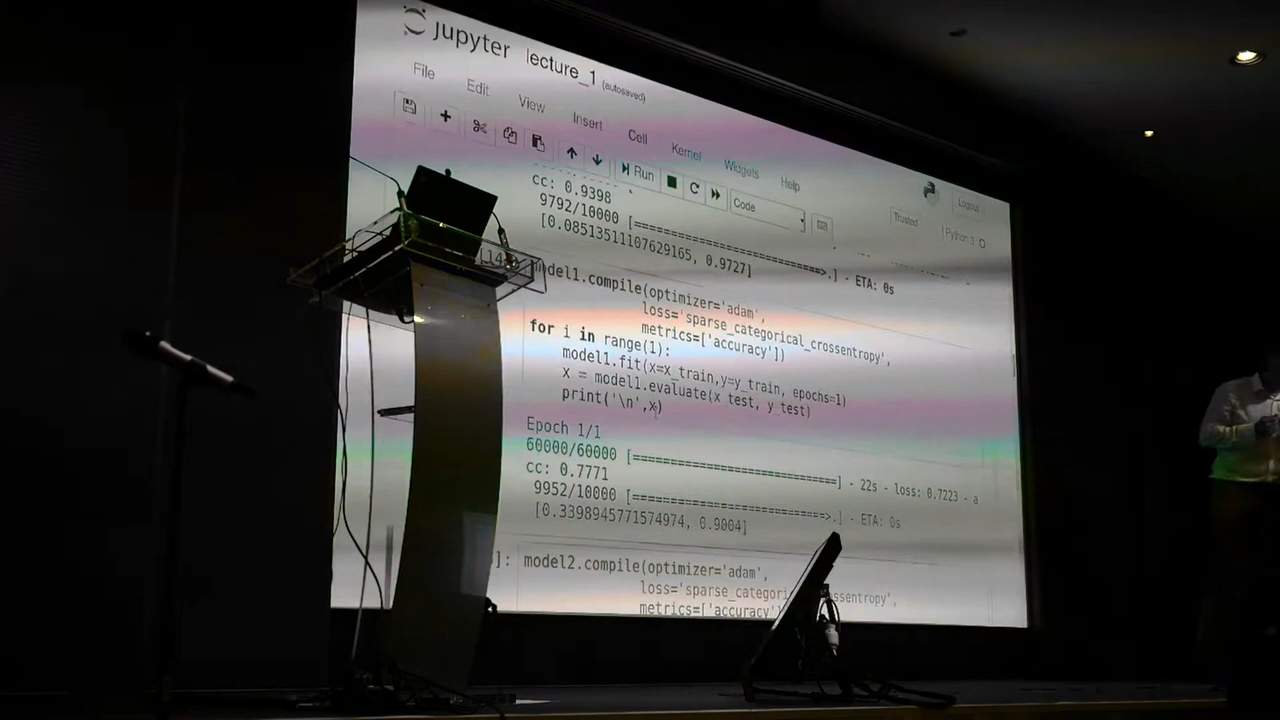 jupyter lecture_1 (autosaved)
File Edit View Insert Cell Kernel Widgets Help
Run Code Trusted Python 3 Logout
cc: 0.9398
9792/10000 [===========================>.] - ETA: 0s
[0.08513511107629165, 0.9727]
model1.compile(optimizer='adam',
loss='sparse_categorical_crossentropy',
metrics=['accuracy'])
for i in range(1):
model1.fit(x=x_train,y=y_train, epochs=1)
x = model1.evaluate(x_test, y_test)
print('\n',x)
Epoch 1/1
60000/60000 [==============================] - 22s - loss: 0.7223 - a
cc: 0.7771
9952/10000 [============================>.] - ETA: 0s
[0.3398945771574974, 0.9004]
]: model2.compile(optimizer='adam',
loss='sparse_categori ssentropy',
metrics=['accuracy'